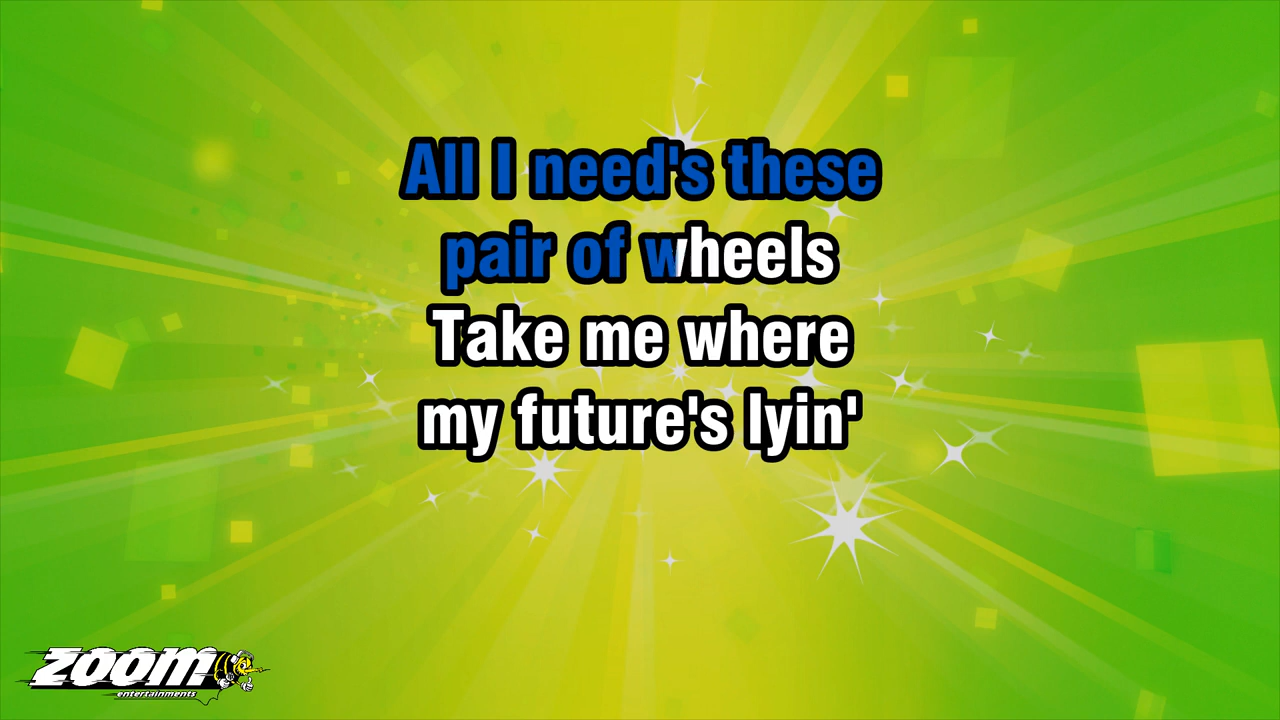 All I need's these
pair of wheels
Take me where
my future's lyin'
zoom
entertainments